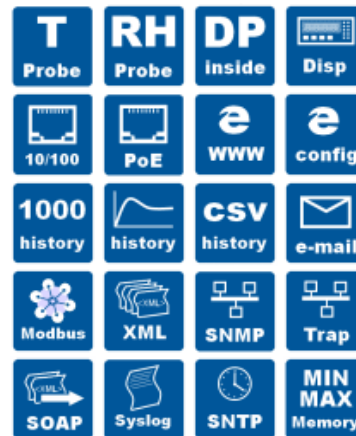 T
Probe
RH
Probe
DP
inside
Disp
10/100
PoE
e
WWW
e
config
1000
history
history
CSV
history
e-mail
Modbus
XML
XML
SNMP
Trap
XML
SOAP
Syslog
SNTP
MIN
MAX
Memory